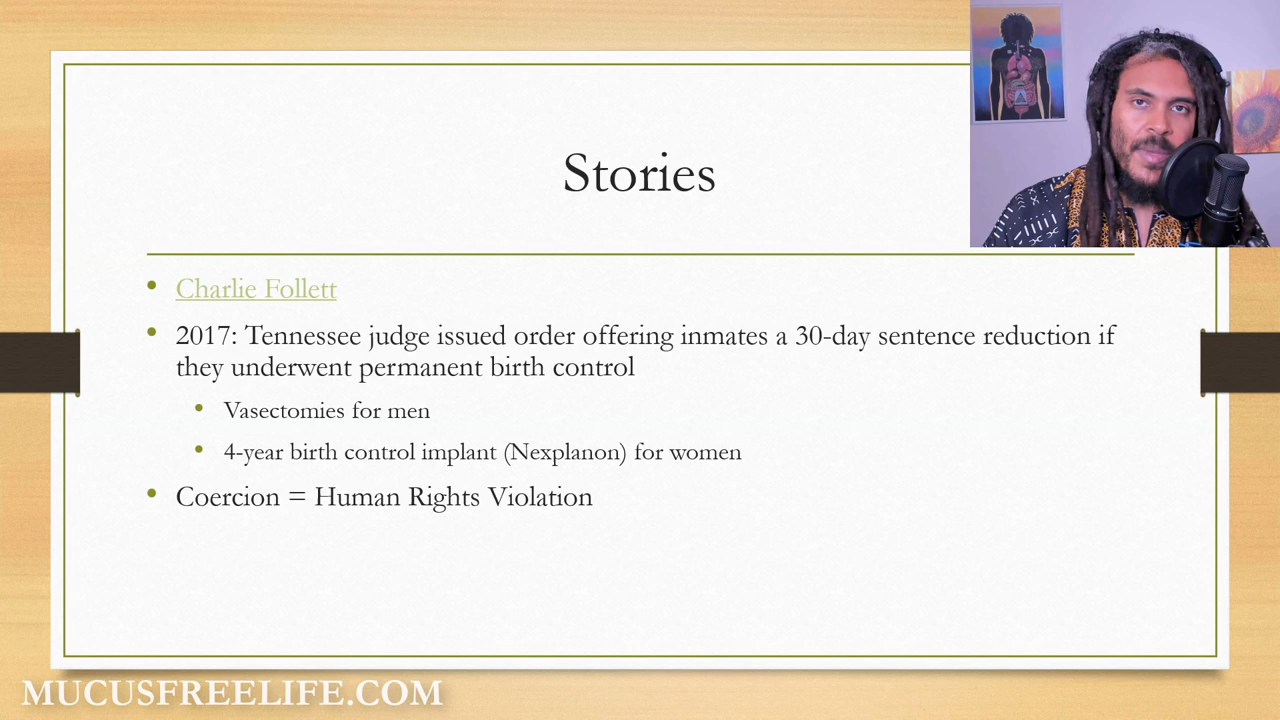 Stories
Charlie Follett
2017: Tennessee judge issued order offering inmates a 30-day sentence reduction if
they underwent permanent birth control
Vasectomies for men
4-year birth control implant (Nexplanon) for women
Coercion = Human Rights Violation
MUCUSFREELIFE.COM